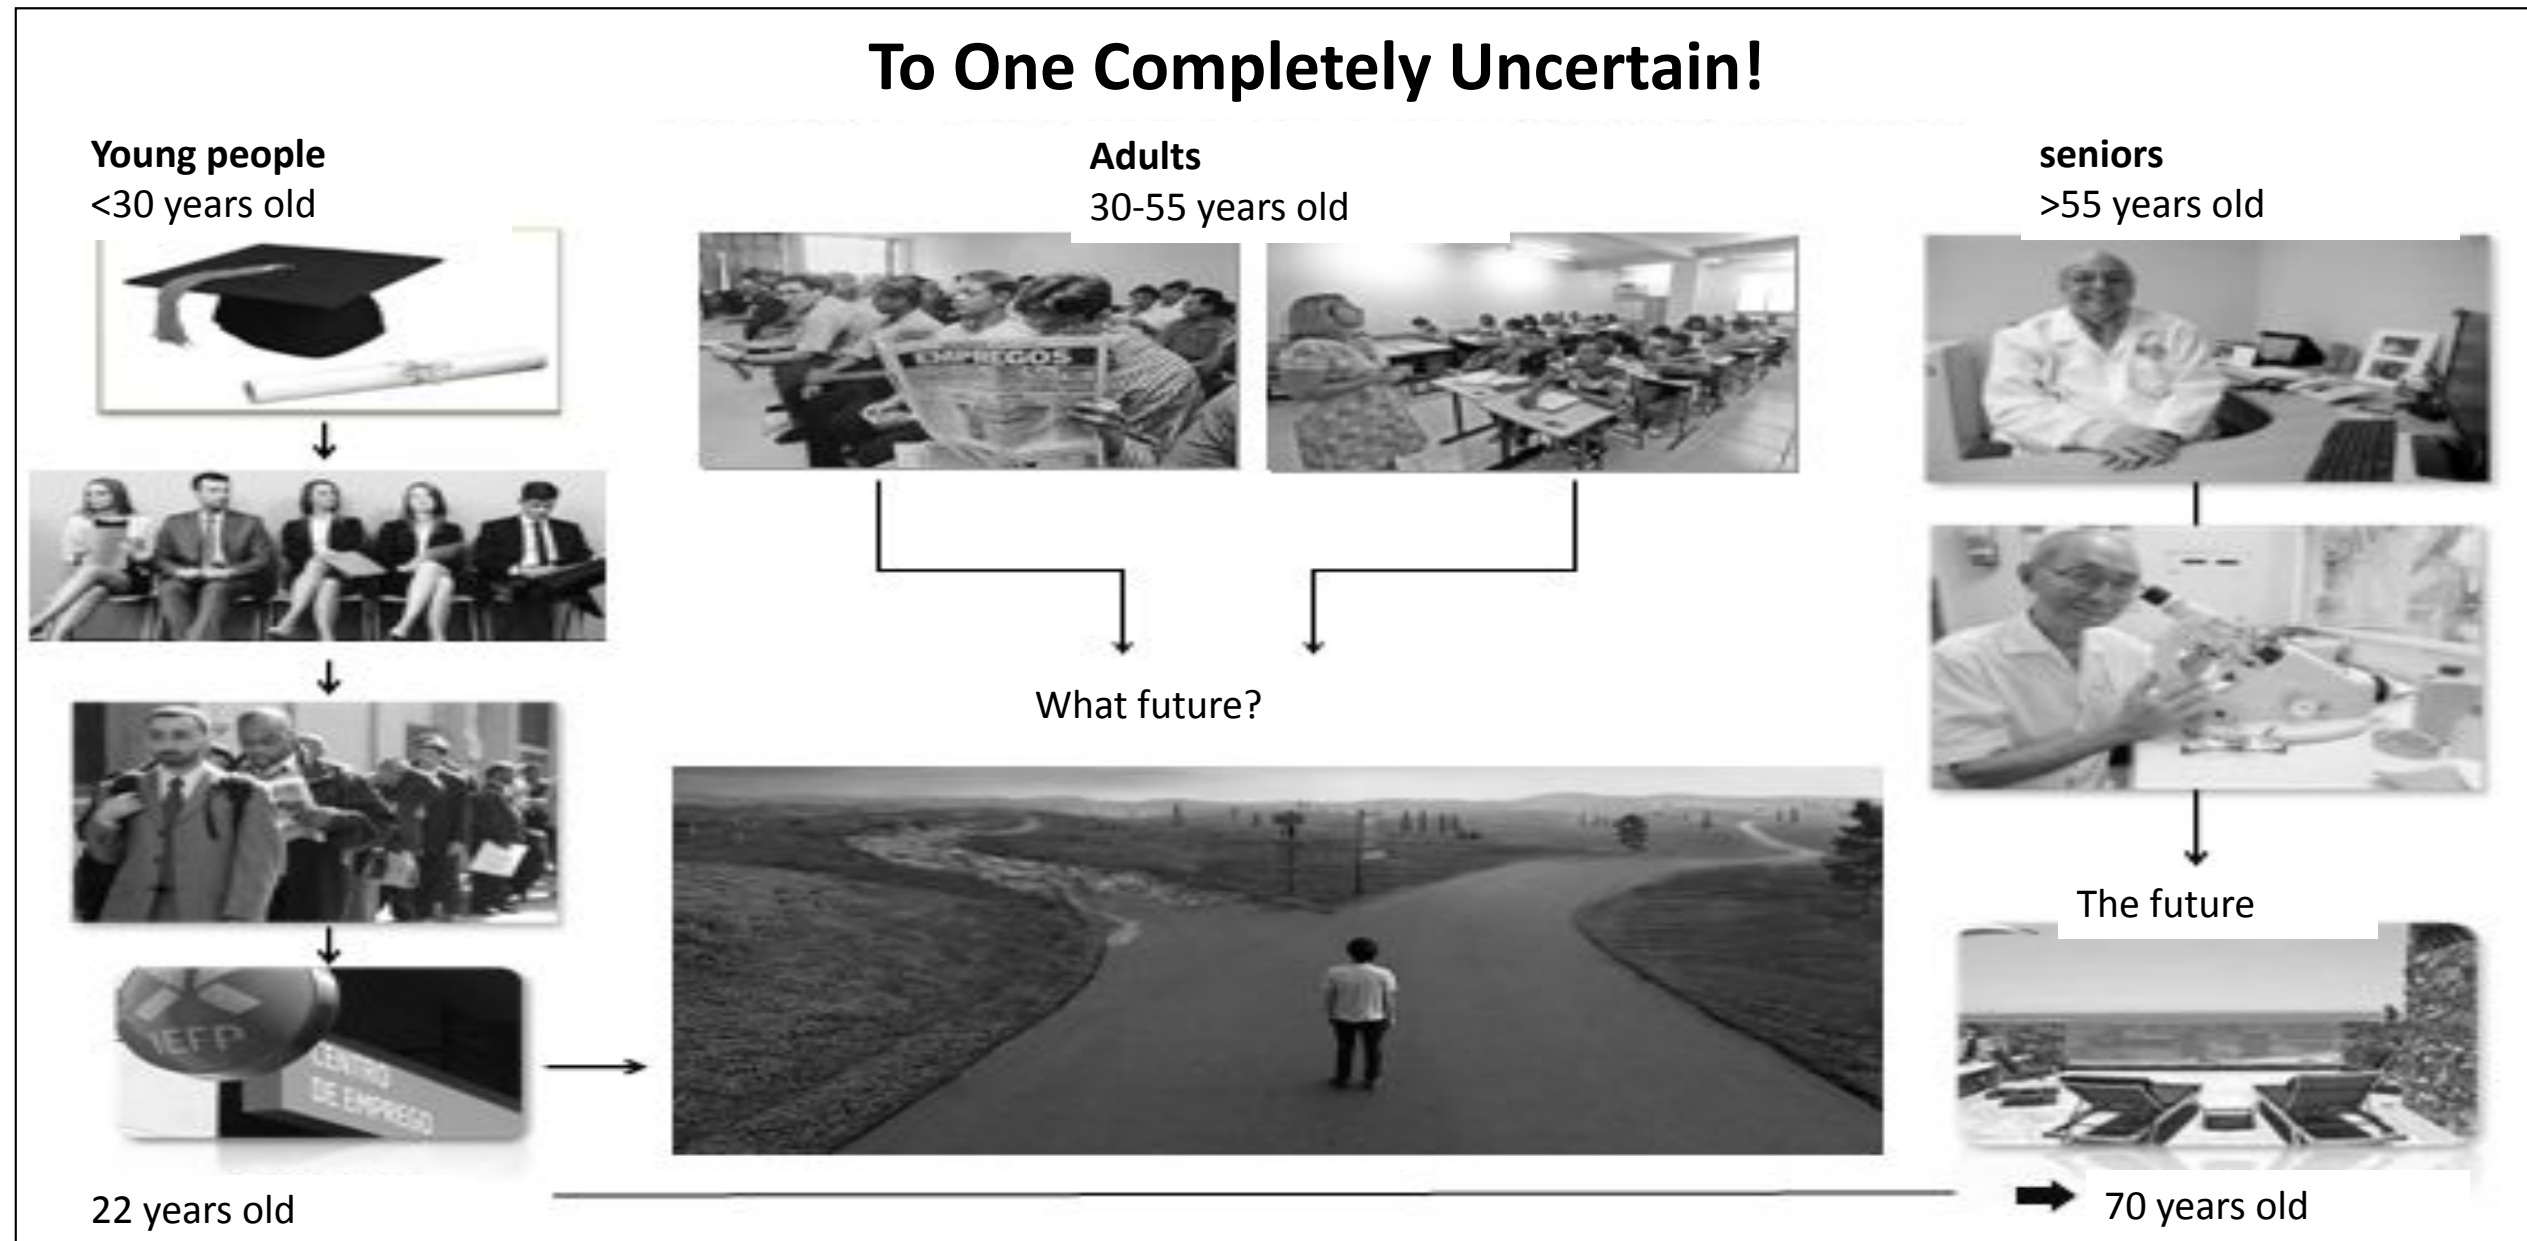 To One Completely Uncertain!
Young people
<30 years old
Adults
30-55 years old
seniors
>55 years old
EMPREGOS
What future?
The future
IEFP
CENTRO
DE EMPREGO
22 years old
70 years old